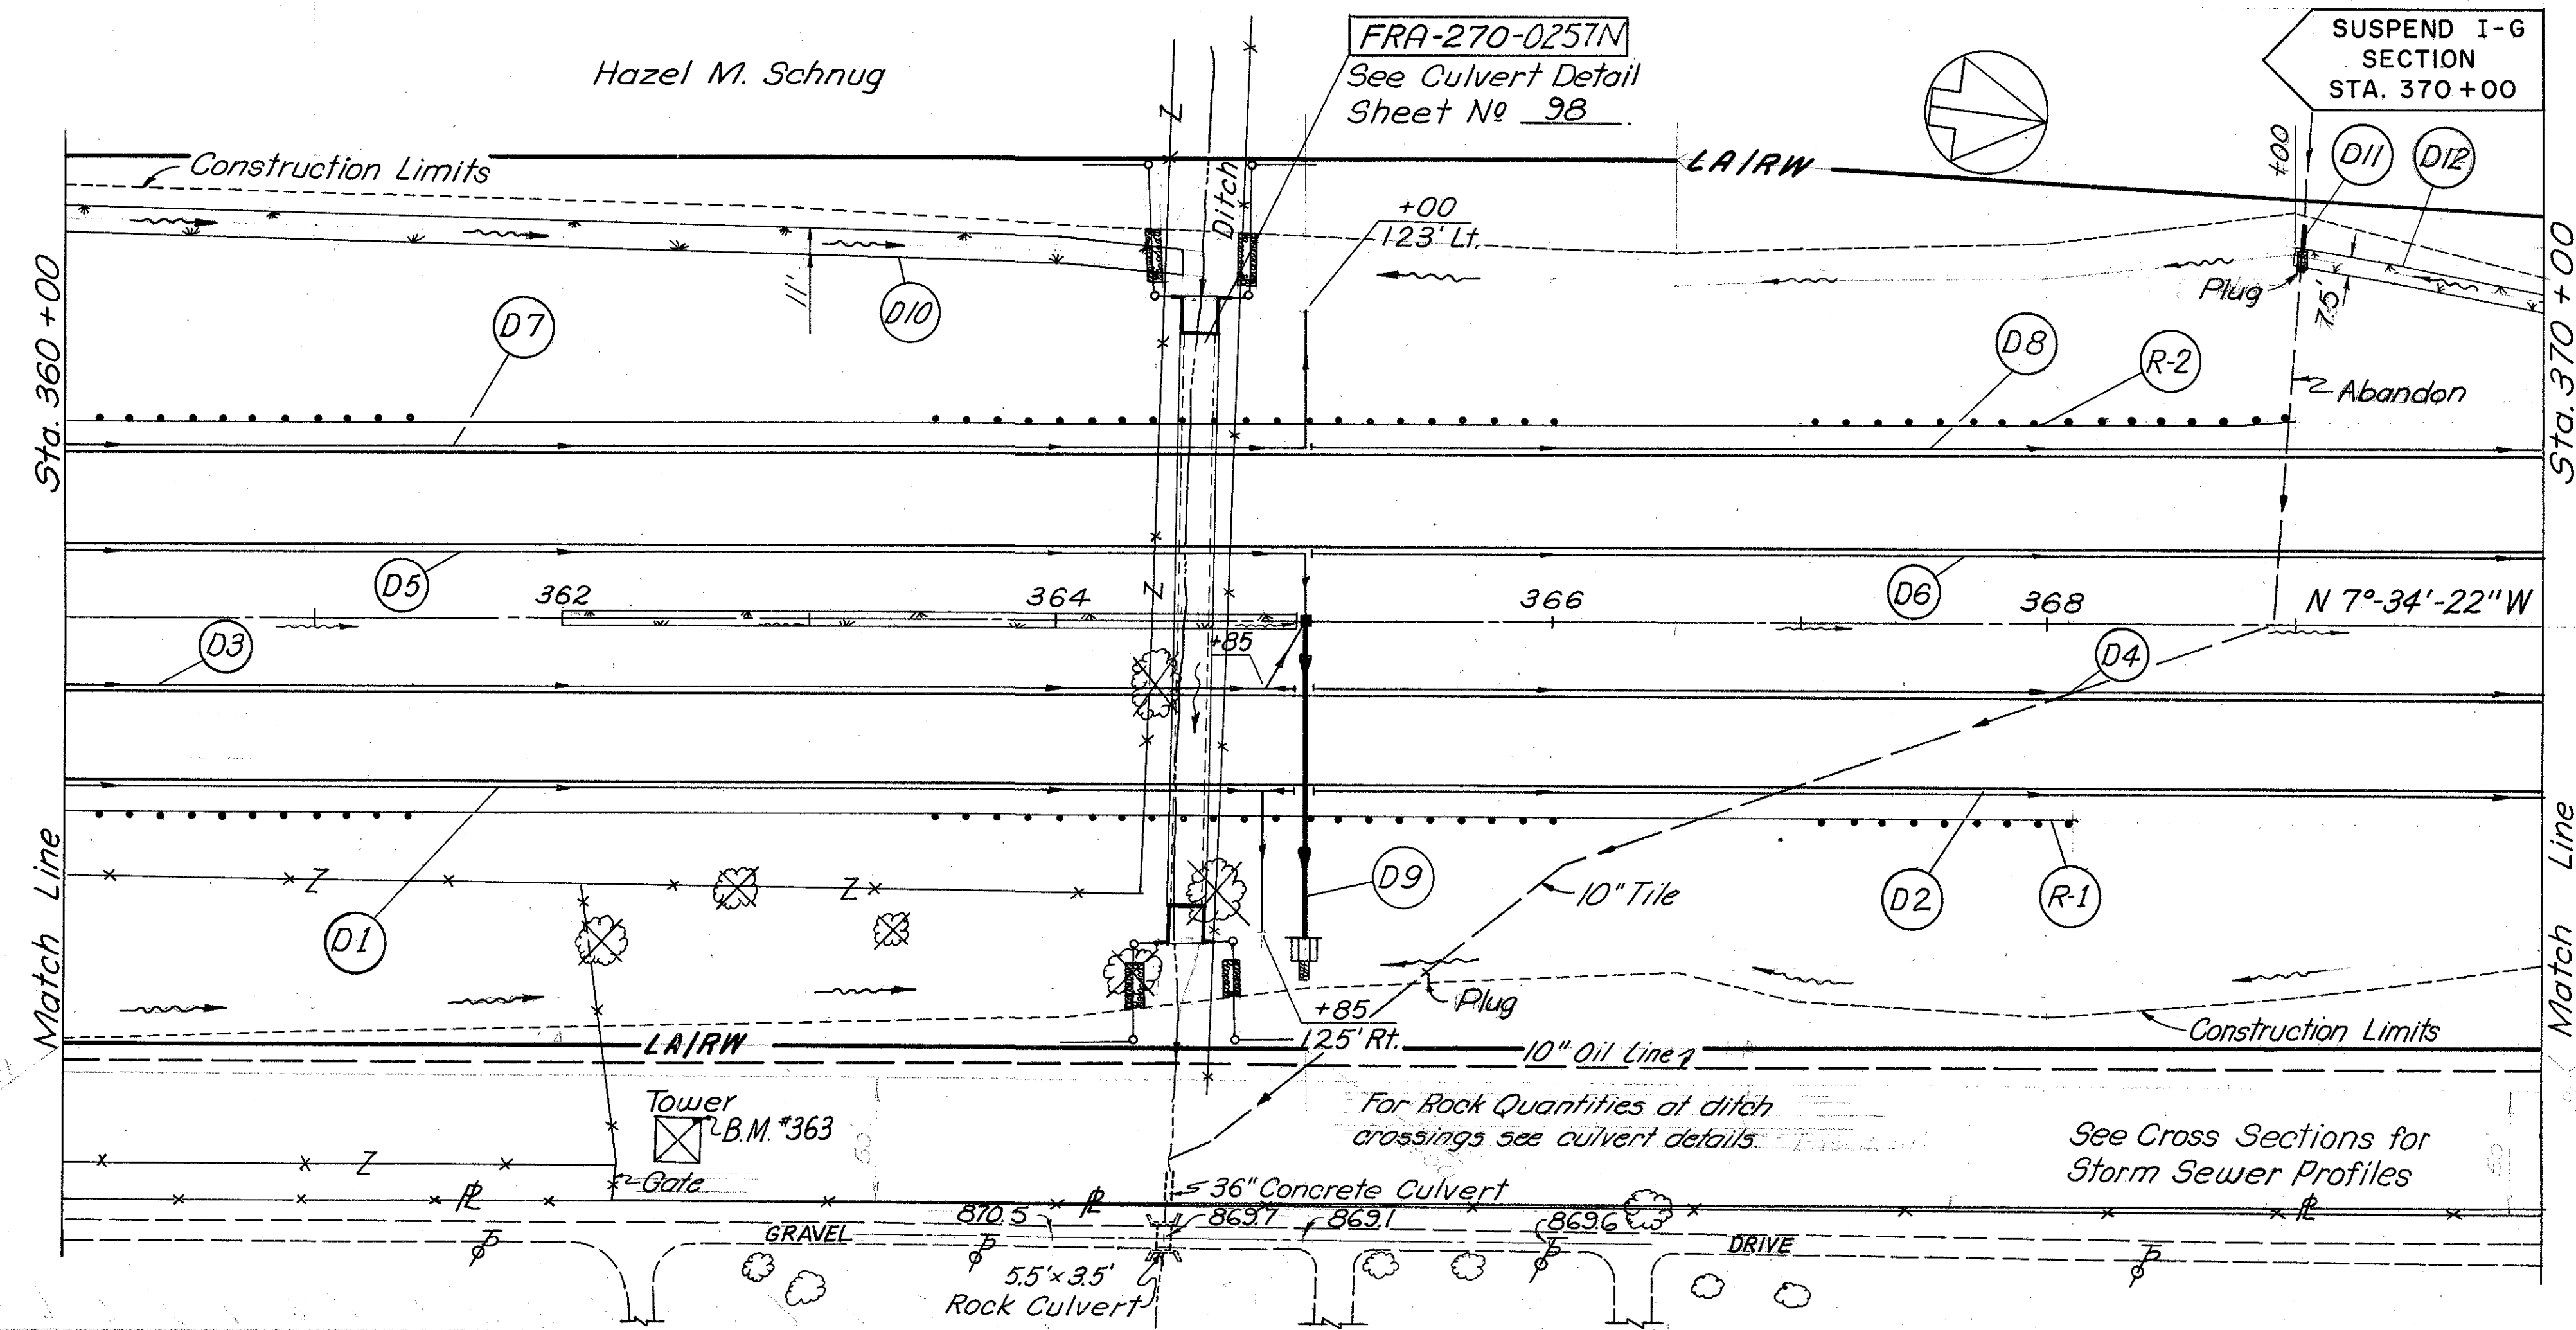 Hazel M. Schnug
FRA-270-0257N
See Culvert Detail
Sheet Nº 98
SUSPEND I-G
SECTION
STA. 370+00
Construction Limits
LA/RW
Z
Ditch
+00
123' Lt.
+00
D11
D12
Plug
7.5'
Sta. 360+00
Sta. 370+00
11'
D10
D7
D8
R-2
Abandon
D5
362
364
Z
366
D6
368
N 7°-34'-22" W
D3
+85
D4
Match Line
Match Line
D1
Z
Z
D9
10" Tile
D2
R-1
Plug
+85
125' Rt.
Construction Limits
LA/RW
10" Oil Line
Tower
B.M. #363
For Rock Quantities at ditch
crossings see culvert details.
See Cross Sections for
Storm Sewer Profiles
Z
Gate
PL
PL
36" Concrete Culvert
PL
870.5
869.7
869.1
869.6
GRAVEL
DRIVE
5.5'×3.5'
Rock Culvert